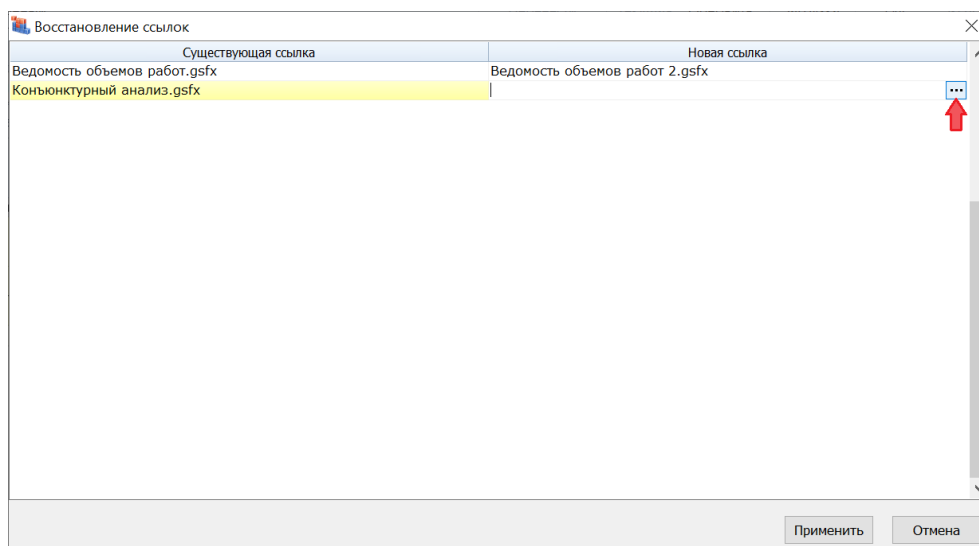 Восстановление ссылок
Существующая ссылка Новая ссылка
Ведомость объемов работ.gsfx Ведомость объемов работ 2.gsfx
Конъюнктурный анализ.gsfx
Применить Отмена